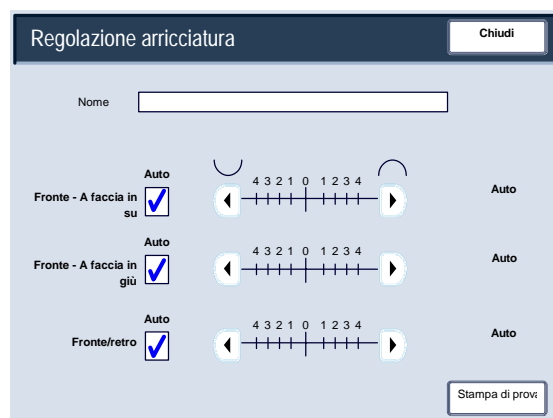 Regolazione arricciatura
Chiudi
Nome
Auto
4 3 2 1 0 1 2 3 4
Fronte - A faccia in
su
Auto
Auto
4 3 2 1 0 1 2 3 4
Fronte - A faccia in
giù
Auto
Auto
4 3 2 1 0 1 2 3 4
Fronte/retro
Auto
Stampa di prova